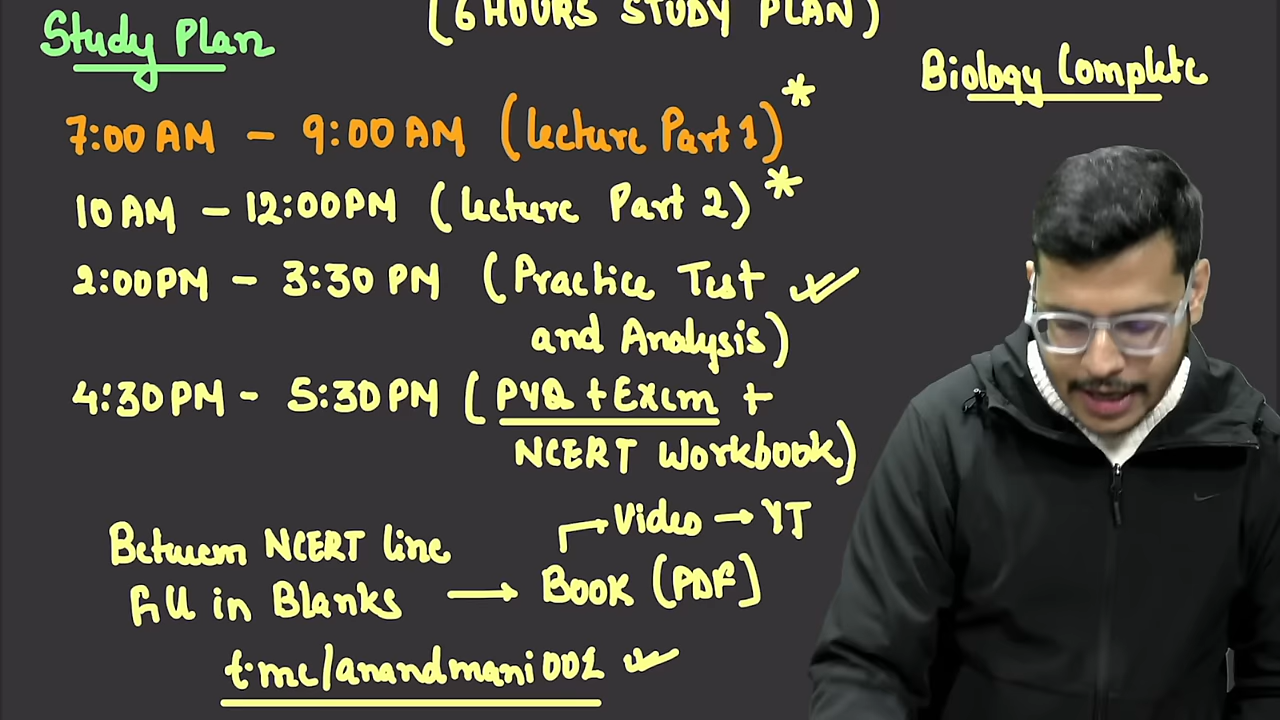 (6 HOURS STUDY PLAN)
Study Plan
Biology Complete
7:00 AM - 9:00 AM (Lecture Part 1) *
10 AM - 12:00 PM (Lecture Part 2) *
2:00 PM - 3:30 PM (Practice Test
and Analysis)
4:30 PM - 5:30 PM (PYQ + Exem +
NCERT Workbook)
Video → YT
Between NCERT line
Fill in Blanks → Book (PDF)
t.me/anandmani001